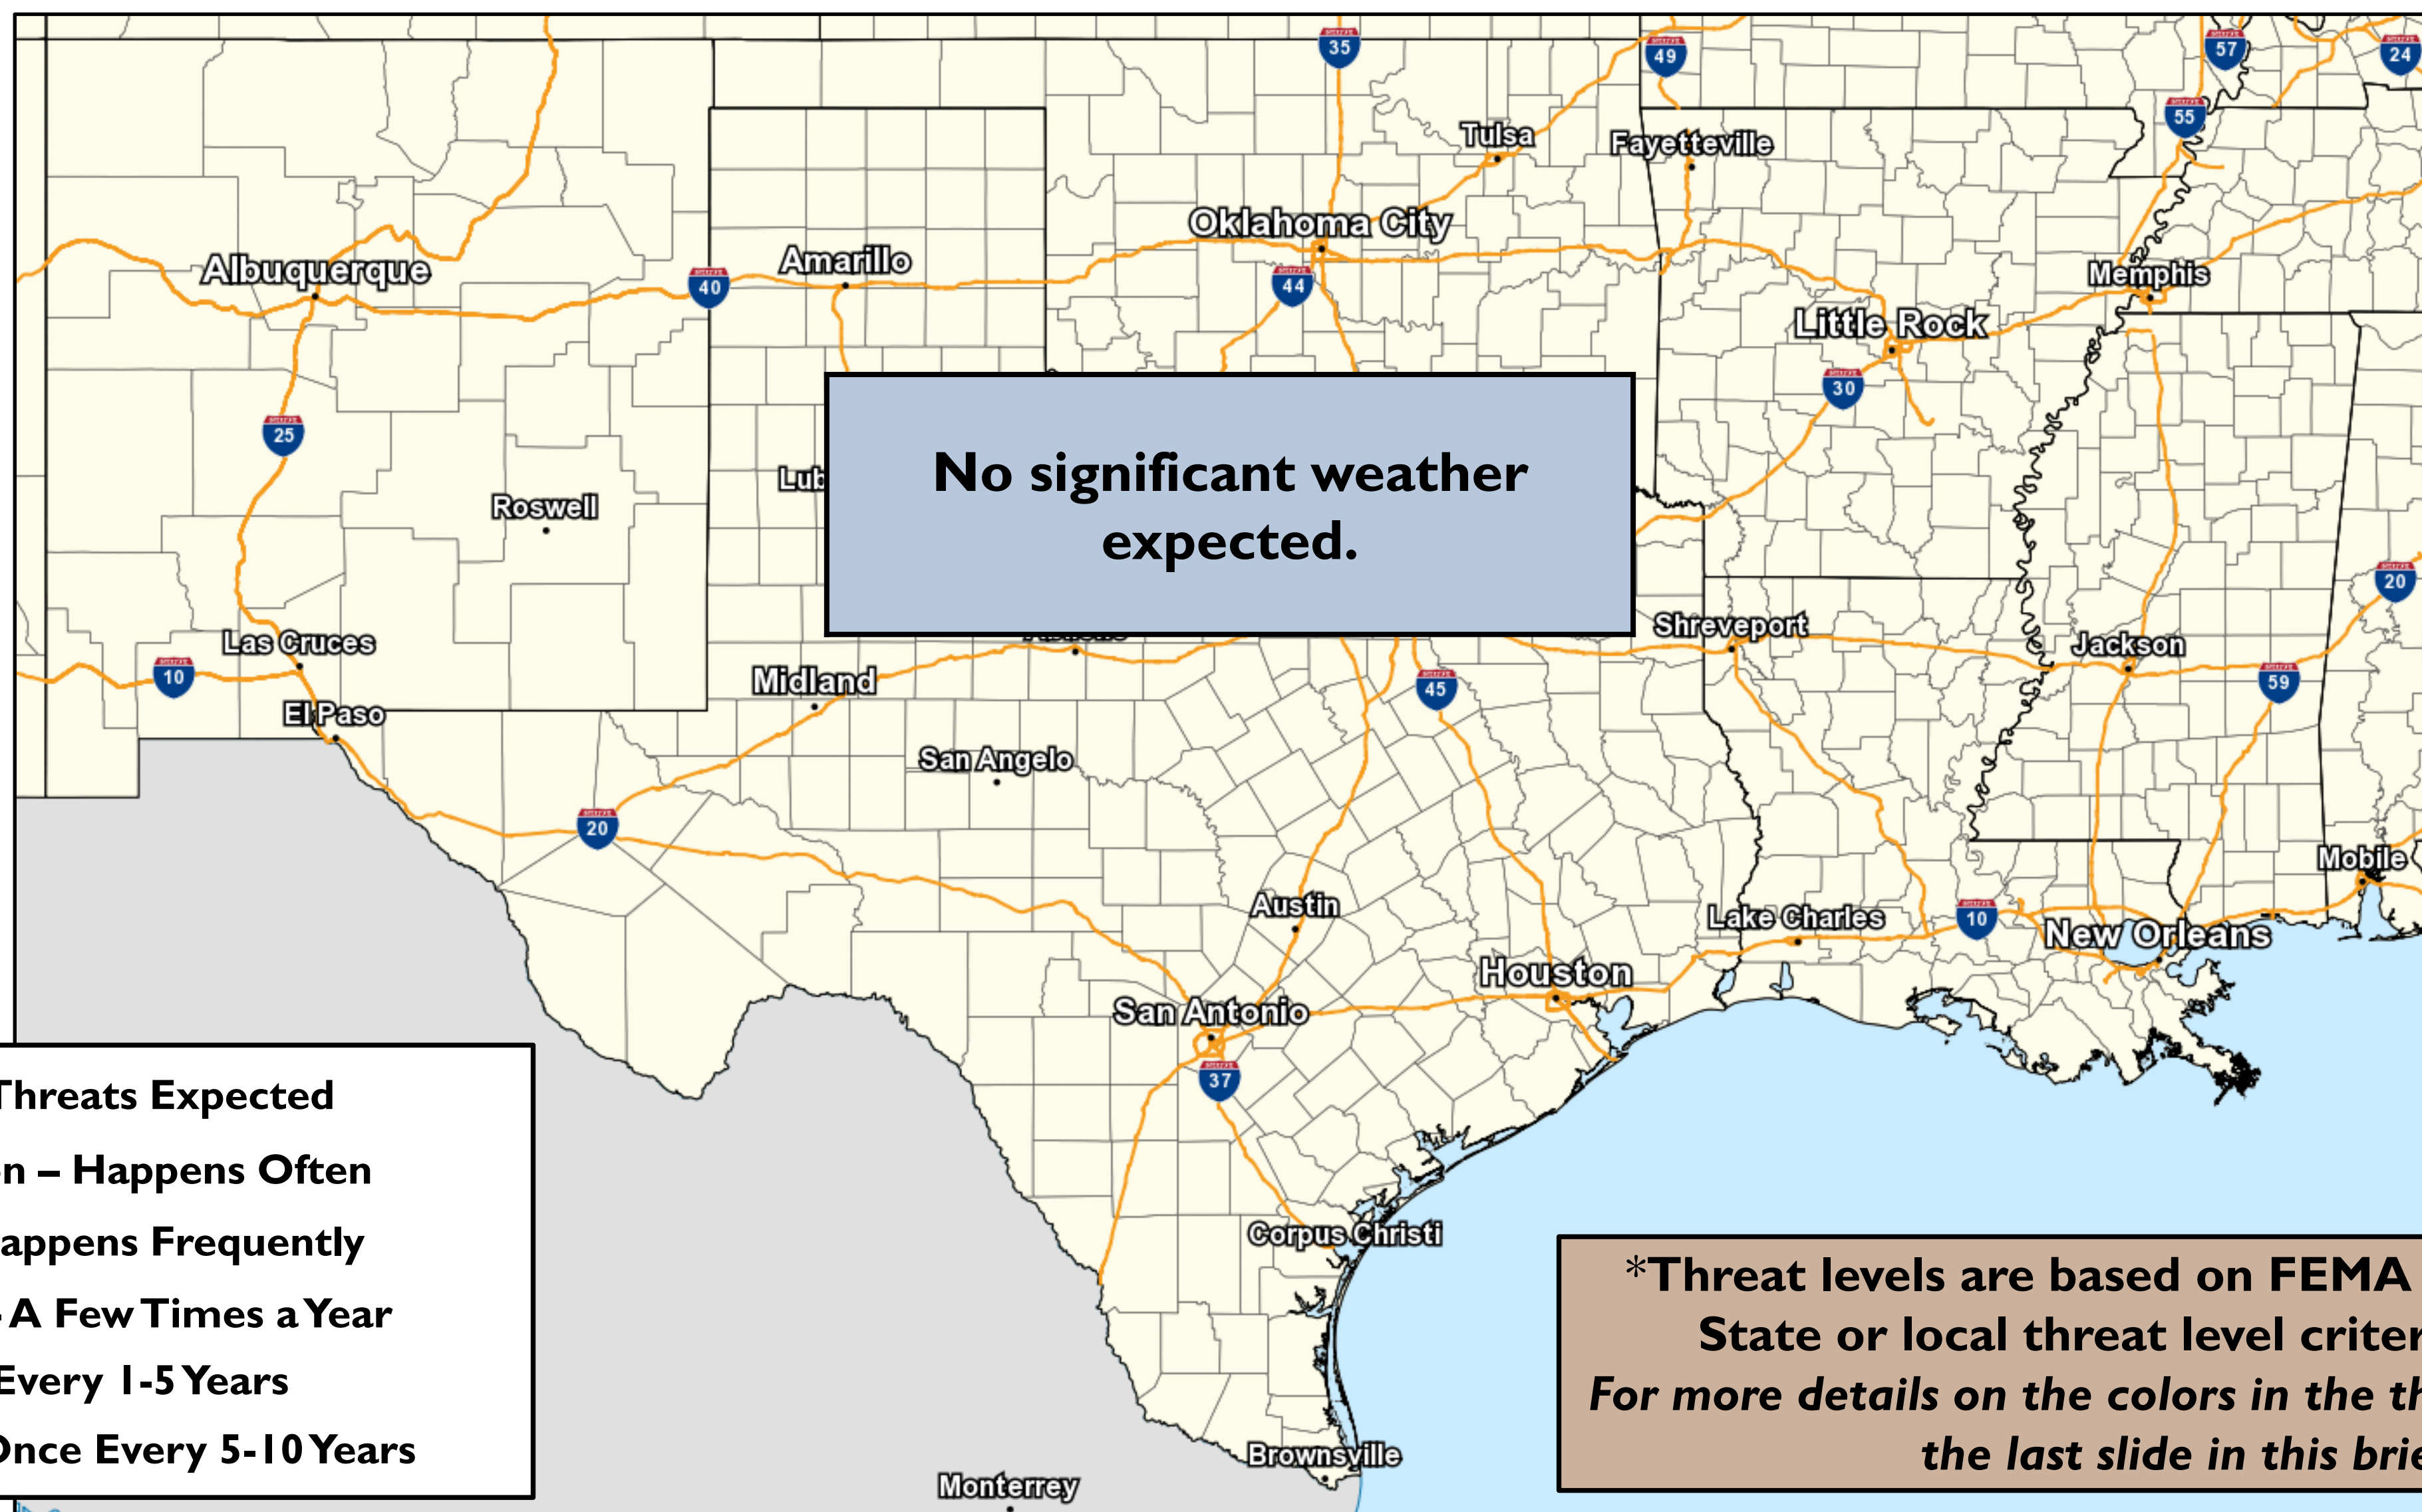 35
49
57
24
55
Tulsa
Fayetteville
Oklahoma City
Albuquerque
Amarillo
40
44
Memphis
Little Rock
30
25
No significant weather
expected.
Lub
Roswell
20
Shreveport
Las Cruces
Jackson
10
Midland
45
59
El Paso
San Angelo
20
Mobile
Austin
Lake Charles
10
New Orleans
Houston
San Antonio
37
Threats Expected
n – Happens Often
appens Frequently
- A Few Times a Year
Every 1-5 Years
Once Every 5-10 Years
Corpus Christi
*Threat levels are based on FEMA
State or local threat level criter
For more details on the colors in the th
the last slide in this brie
Brownsville
Monterrey